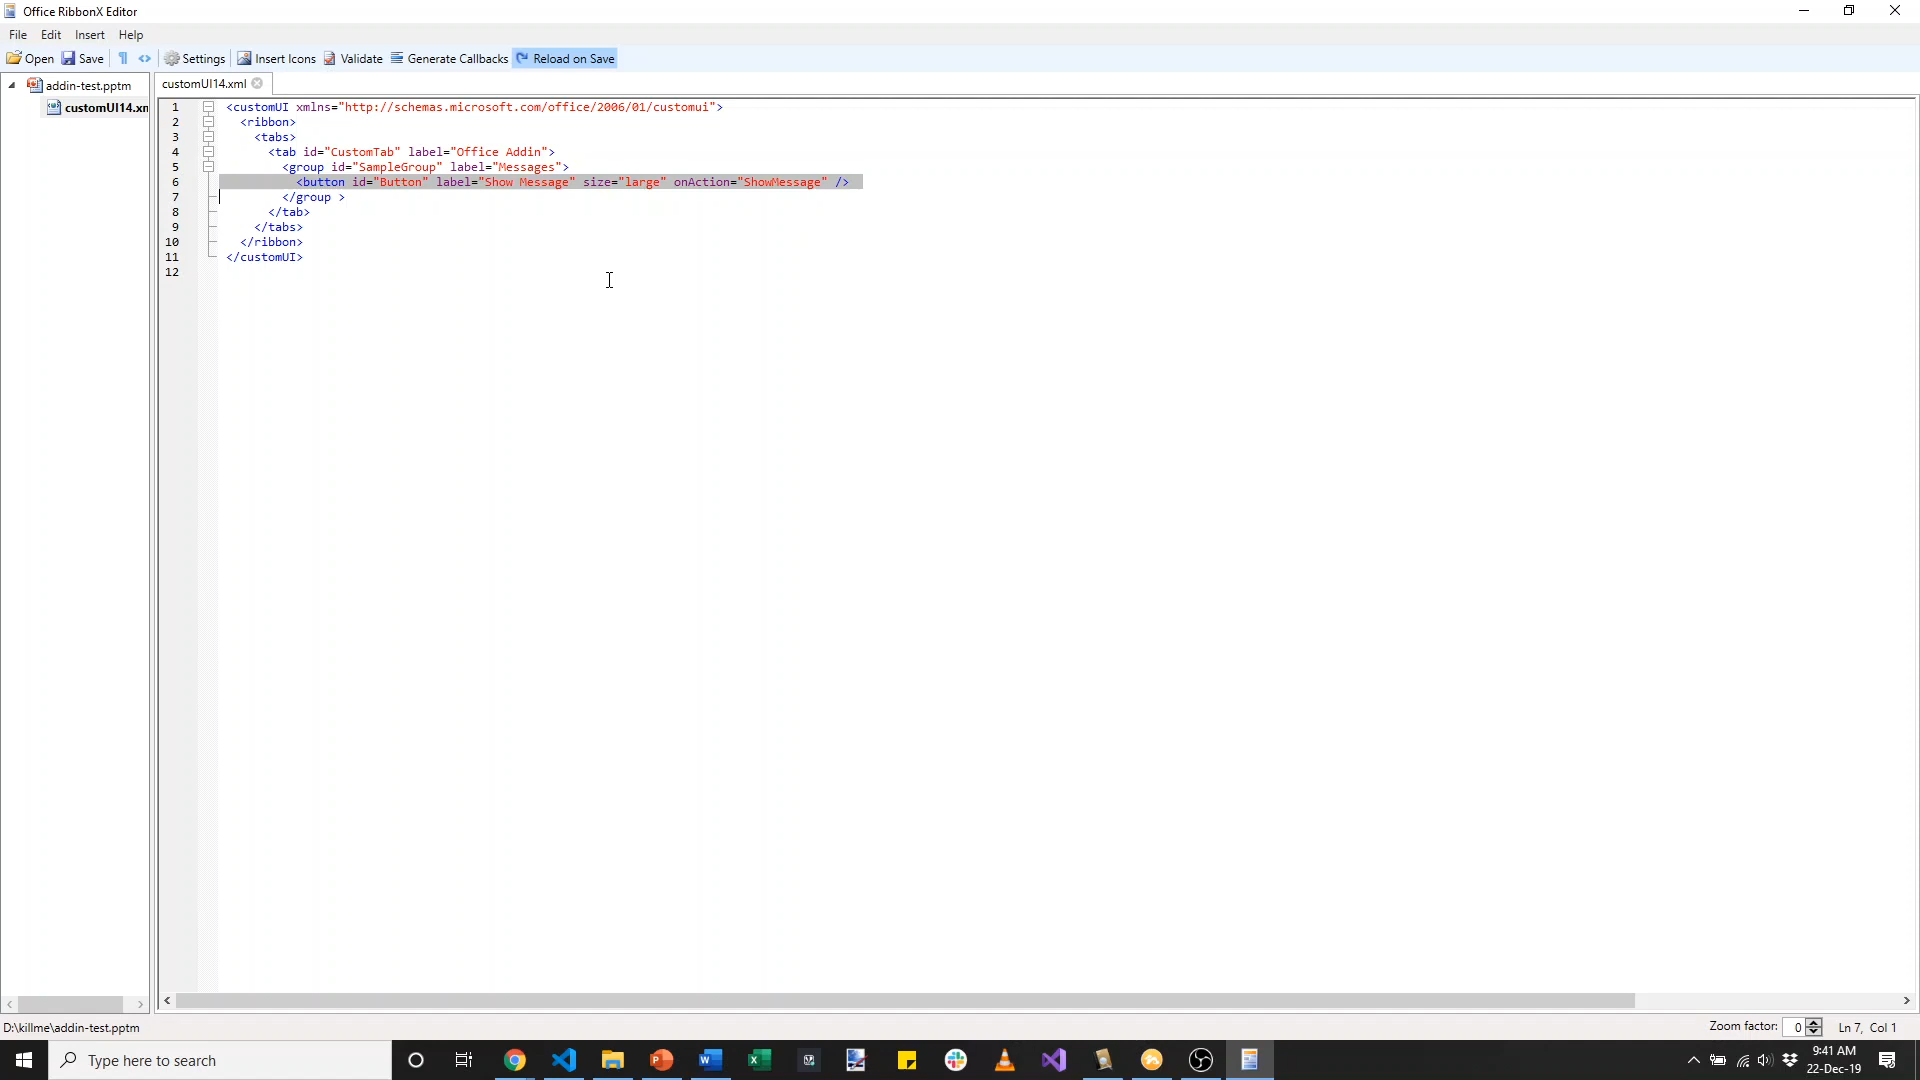 Office RibbonX Editor
File Edit Insert Help
Open Save Settings Insert Icons Validate Generate Callbacks Reload on Save
addin-test.pptm
customUI14.xm
customUI14.xml
1 <customUI xmlns="http://schemas.microsoft.com/office/2006/01/customui">
2 <ribbon>
3 <tabs>
4 <tab id="CustomTab" label="Office Addin">
5 <group id="SampleGroup" label="Messages">
6 <button id="Button" label="Show Message" size="large" onAction="ShowMessage" />
7 </group >
8 </tab>
9 </tabs>
10 </ribbon>
11 </customUI>
12
D:\killme\addin-test.pptm
Zoom factor: 0 Ln 7, Col 1
Type here to search
9:41 AM
22-Dec-19